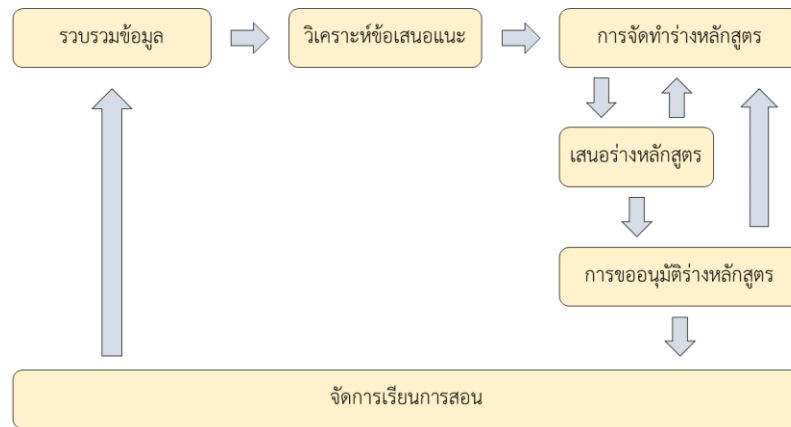 รวบรวมข้อมูล
วิเคราะห์ข้อเสนอแนะ
การจัดทำร่างหลักสูตร
เสนอร่างหลักสูตร
การขออนุมัติร่างหลักสูตร
จัดการเรียนการสอน